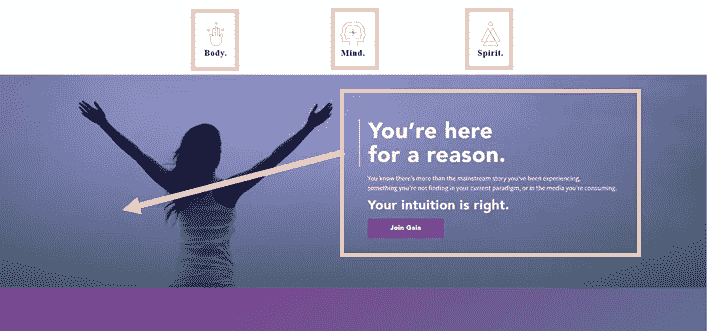 Body.
Mind.
Spirit.
You're here
for a reason.
You know there's more than the mainstream story you've been experiencing,
something you're not finding in your current paradigm, or in the media you're consuming.
Your intuition is right.
Join Gaia